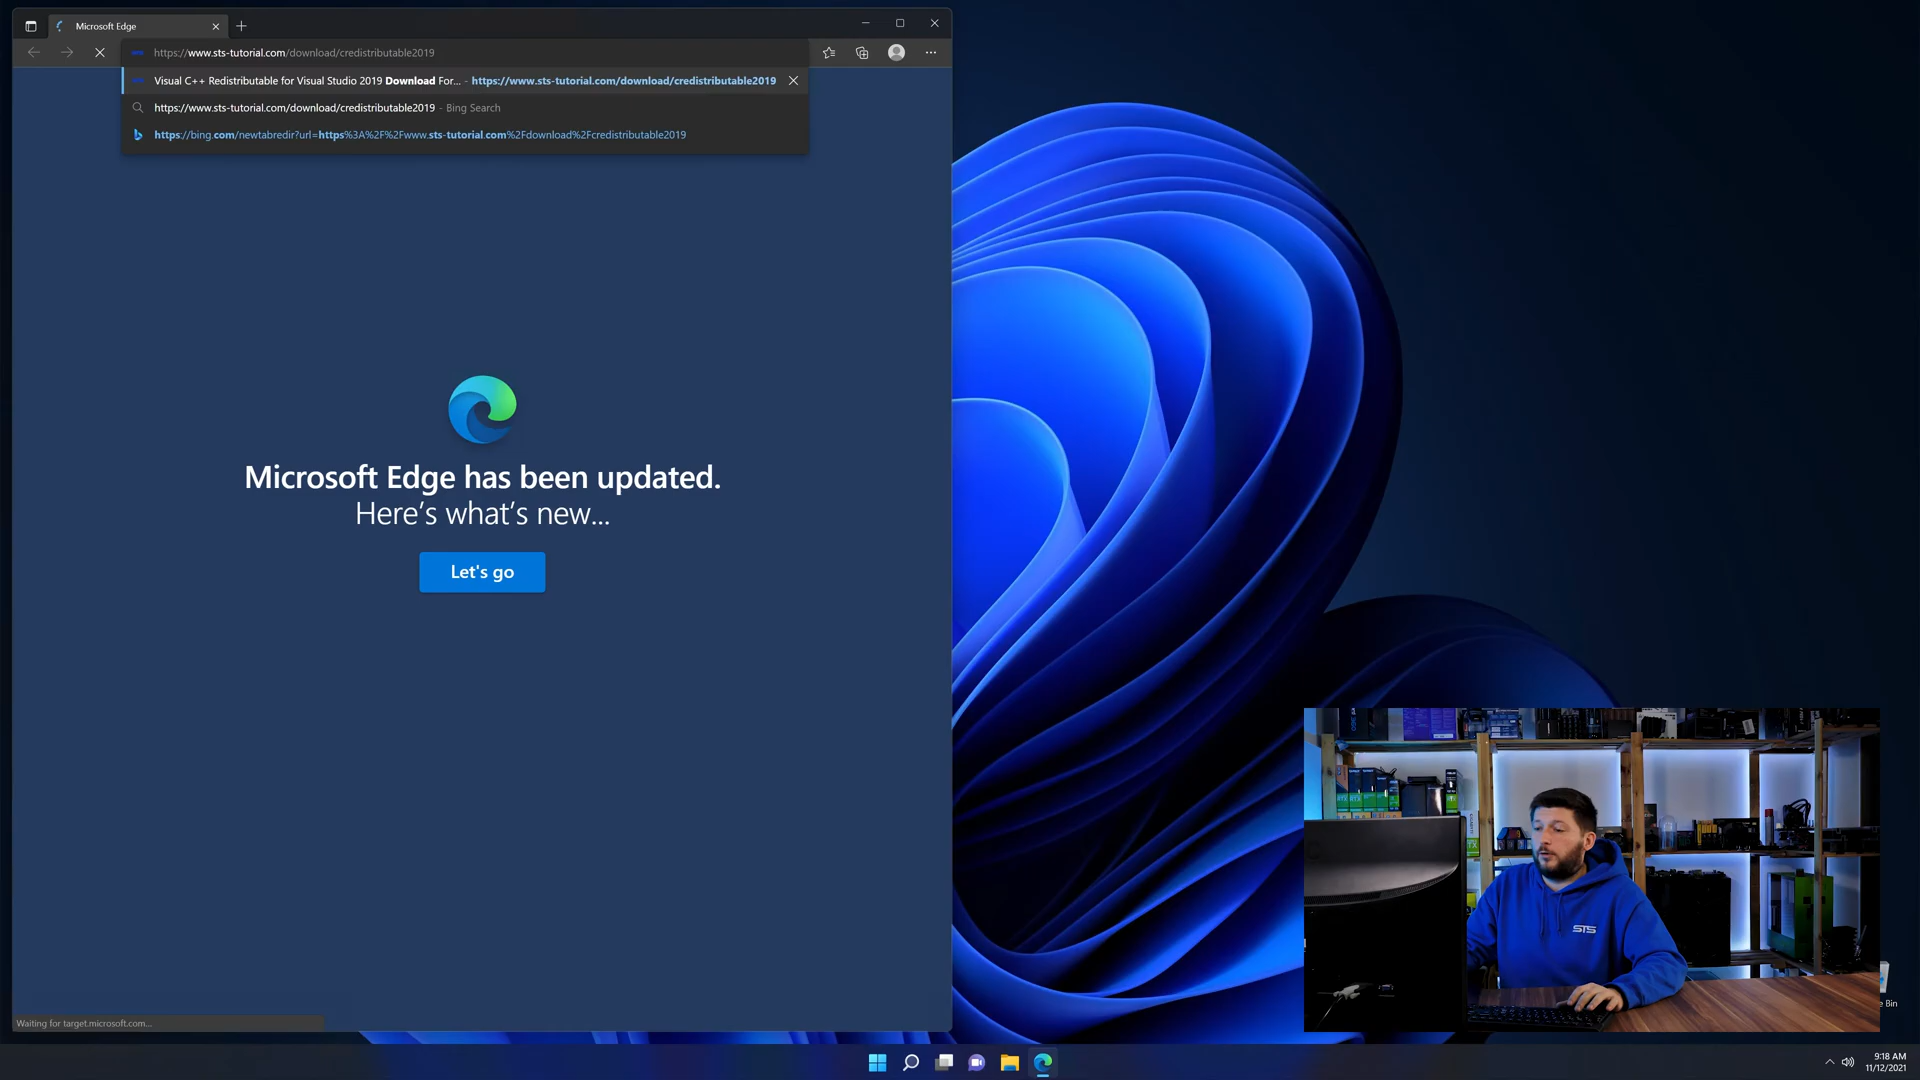 Microsoft Edge
https://www.sts-tutorial.com/download/credistributable2019
Visual C++ Redistributable for Visual Studio 2019 Download For... - https://www.sts-tutorial.com/download/credistributable2019
https://www.sts-tutorial.com/download/credistributable2019 - Bing Search
https://bing.com/newtabredir?url=https%3A%2F%2Fwww.sts-tutorial.com%2Fdownload%2Fcredistributable2019
Microsoft Edge has been updated.
Here's what's new...
Let's go
STS
e Bin
Waiting for target.microsoft.com...
9:18 AM
11/12/2021